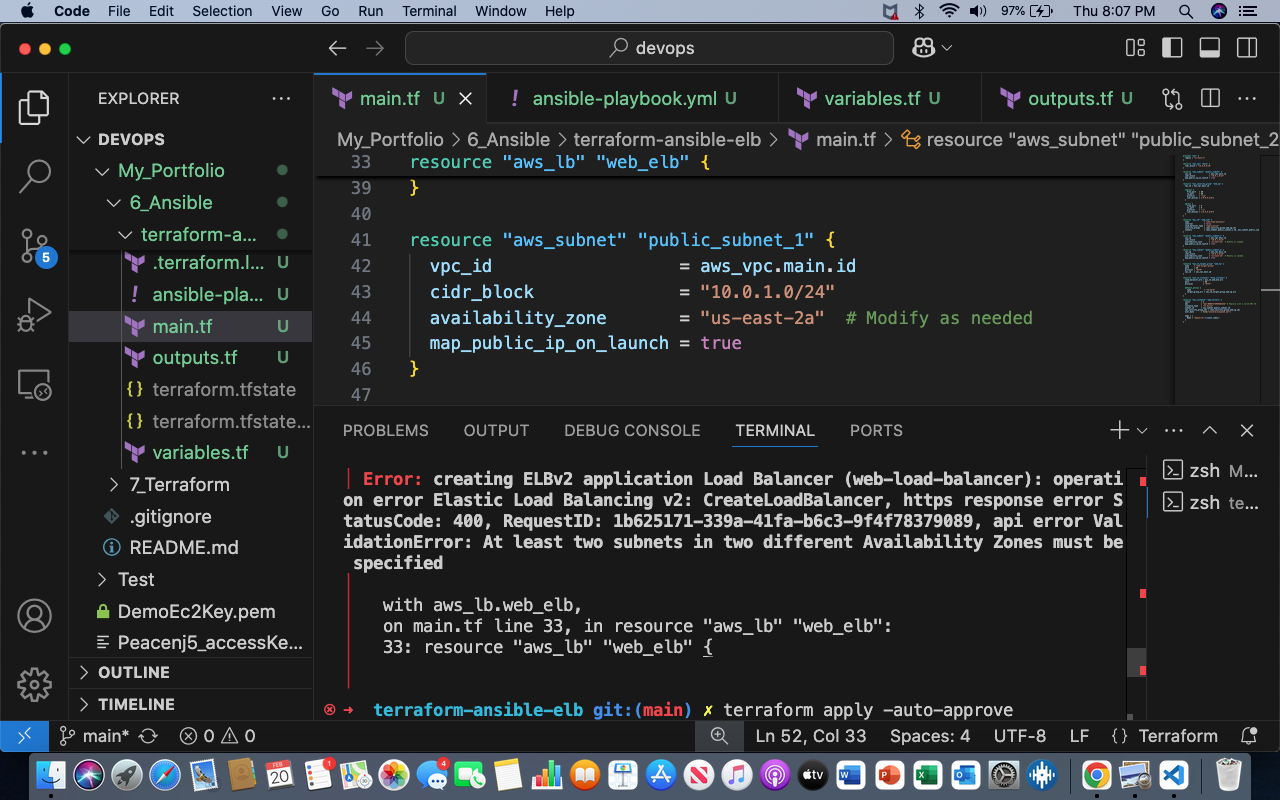 Code File Edit Selection View Go Run Terminal Window Help 97% Thu 8:07 PM
devops
EXPLORER
main.tf U
ansible-playbook.yml U
variables.tf U
outputs.tf U
DEVOPS
My_Portfolio
6_Ansible
terraform-a...
.terraform.l... U
ansible-pla... U
main.tf U
outputs.tf U
terraform.tfstate
terraform.tfstate...
variables.tf U
7_Terraform
.gitignore
README.md
Test
DemoEc2Key.pem
Peacenj5_accessKe...
OUTLINE
TIMELINE
5
My_Portfolio > 6_Ansible > terraform-ansible-elb > main.tf > resource "aws_subnet" "public_subnet_2
33 resource "aws_lb" "web_elb" {
39 }
40
41 resource "aws_subnet" "public_subnet_1" {
42 vpc_id = aws_vpc.main.id
43 cidr_block = "10.0.1.0/24"
44 availability_zone = "us-east-2a" # Modify as needed
45 map_public_ip_on_launch = true
46 }
47
PROBLEMS OUTPUT DEBUG CONSOLE TERMINAL PORTS
Error: creating ELBv2 application Load Balancer (web-load-balancer): operati
on error Elastic Load Balancing v2: CreateLoadBalancer, https response error S
tatusCode: 400, RequestID: 1b625171-339a-41fa-b6c3-9f4f78379089, api error Val
idationError: At least two subnets in two different Availability Zones must be
specified
with aws_lb.web_elb,
on main.tf line 33, in resource "aws_lb" "web_elb":
33: resource "aws_lb" "web_elb" {
terraform-ansible-elb git:(main) ✗ terraform apply -auto-approve
zsh M...
zsh te...
main* 0 0 Ln 52, Col 33 Spaces: 4 UTF-8 LF {} Terraform
FEB
20
1
4
tv